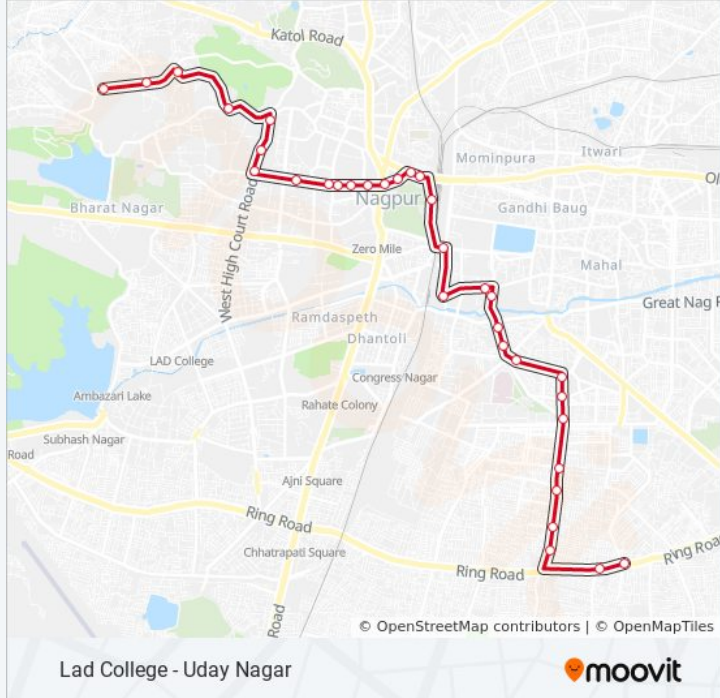 Katol Road
Mominpura
Itwari
Ol
Nagpur
Bharat Nagar
Gandhi Baug
West High Court Road
Zero Mile
Mahal
Great Nag R
Ramdaspeth
Dhantoli
LAD College
Congress Nagar
Ambazari Lake
Rahate Colony
Subhash Nagar
Road
Ajni Square
Ring Road
Chhatrapati Square
Ring Road
Ring Roa
Road
© OpenStreetMap contributors | © OpenMapTiles
Lad College - Uday Nagar
moovit